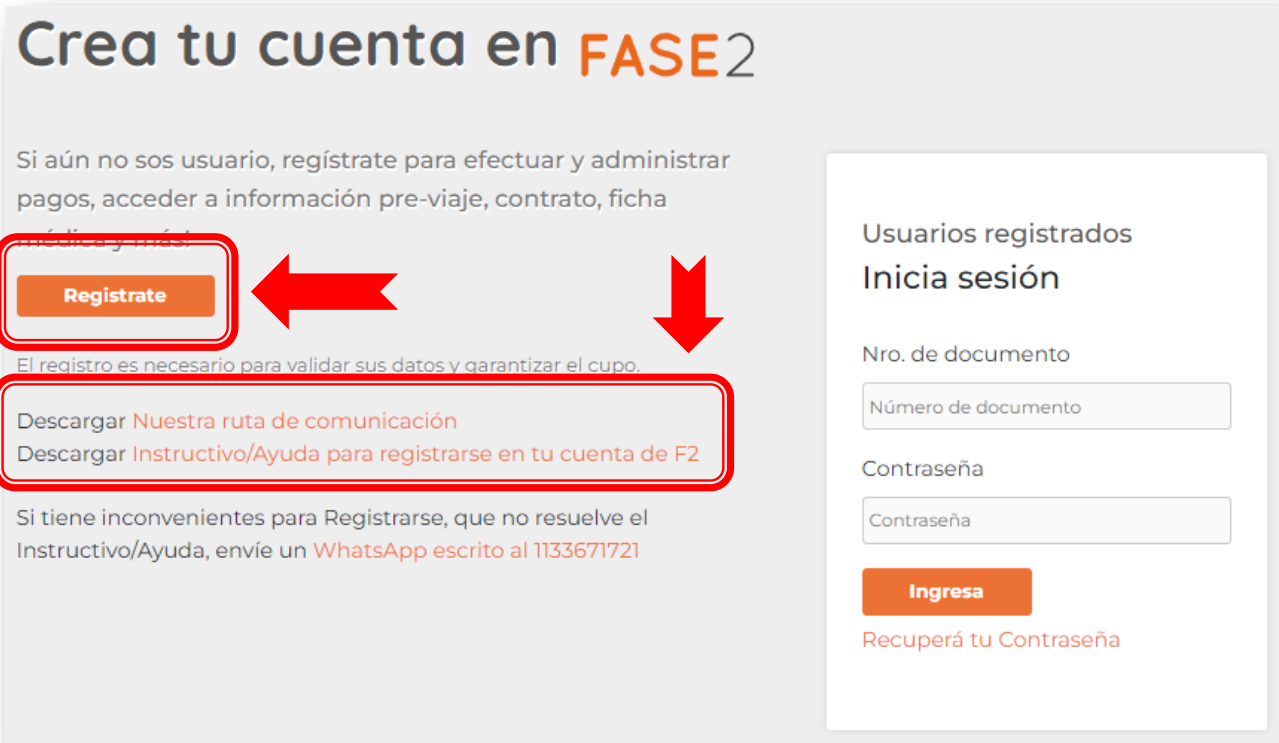 Crea tu cuenta en FASE2
Si aún no sos usuario, regístrate para efectuar y administrar
pagos, acceder a información pre-viaje, contrato, ficha
médica y más!
Registrate
El registro es necesario para validar sus datos y garantizar el cupo.
Descargar Nuestra ruta de comunicación
Descargar Instructivo/Ayuda para registrarse en tu cuenta de F2
Si tiene inconvenientes para Registrarse, que no resuelve el
Instructivo/Ayuda, envíe un WhatsApp escrito al 1133671721
Usuarios registrados
Inicia sesión
Nro. de documento
Número de documento
Contraseña
Contraseña
Ingresa
Recuperá tu Contraseña